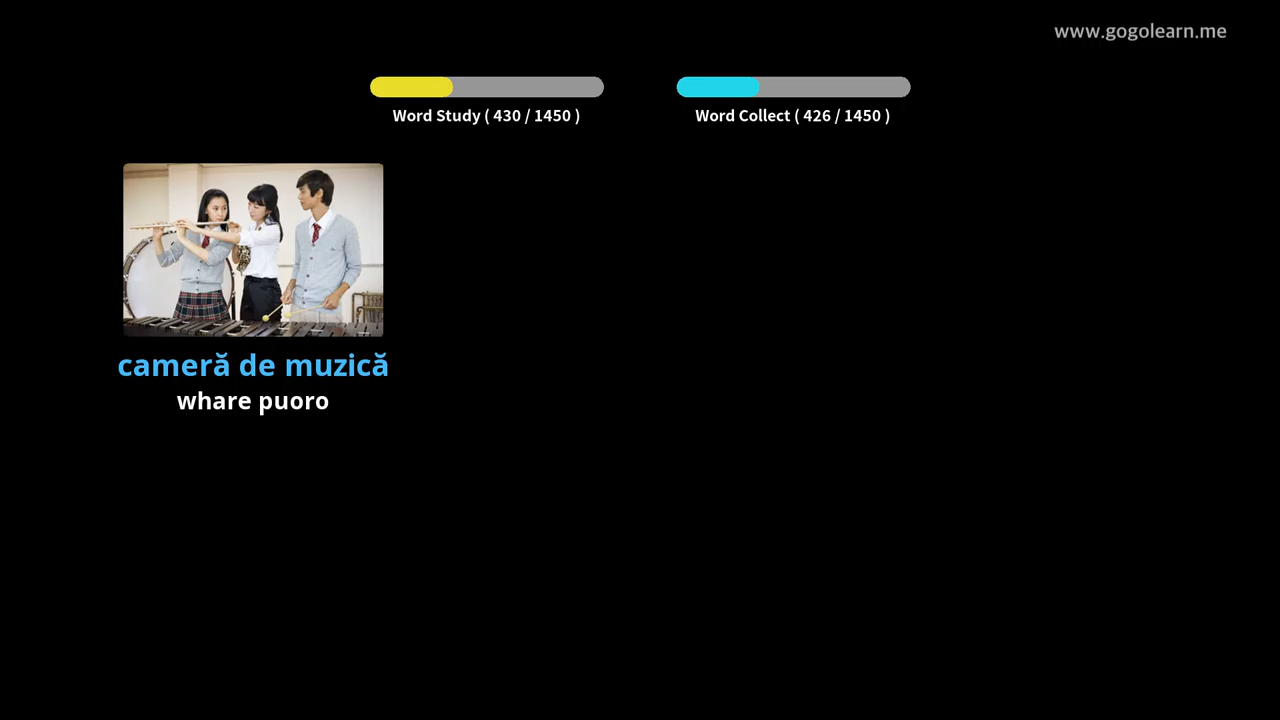 www.gogolearn.me
Word Study ( 430 / 1450 )
Word Collect ( 426 / 1450 )
cameră de muzică
whare puoro